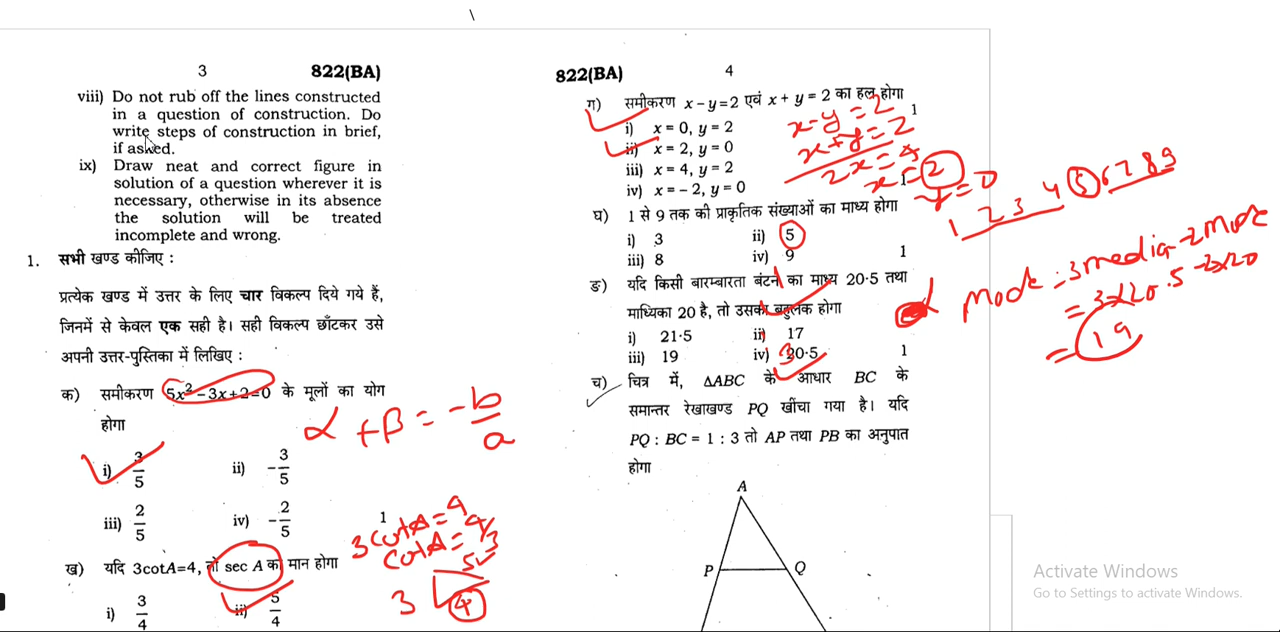 3 822(BA)
viii) Do not rub off the lines constructed
in a question of construction. Do
write steps of construction in brief,
if asked.
ix) Draw neat and correct figure in
solution of a question wherever it is
necessary, otherwise in its absence
the solution will be treated
incomplete and wrong.
1. सभी खण्ड कीजिए :
प्रत्येक खण्ड में उत्तर के लिए चार विकल्प दिये गये हैं,
जिनमें से केवल एक सही है। सही विकल्प छाँटकर उसे
अपनी उत्तर-पुस्तिका में लिखिए :
क) समीकरण 5x²-3x+2=0 के मूलों का योग
होगा
α + β = -b/a
i) 3/5 ii) -3/5
iii) 2/5 iv) -2/5 1
3cotA=4
cotA=4/3
5
3 4
ख) यदि 3cotA=4, तो sec A का मान होगा
i) 3/4 ii) 5/4
822(BA) 4
ग) समीकरण x-y=2 एवं x+y=2 का हल होगा
1
i) x=0, y=2
ii) x=2, y=0
iii) x=4, y=2
iv) x=-2, y=0 1
x-y=2
x+y=2
2x=4
x=2
y=0
1 2 3 4 5 6 7 8 9
घ) 1 से 9 तक की प्राकृतिक संख्याओं का माध्य होगा
i) 3 ii) 5
iii) 8 iv) 9 1
ङ) यदि किसी बारम्बारता बंटन का माध्य 20·5 तथा
माध्यिका 20 है, तो उसका बहुलक होगा
i) 21·5 ii) 17
iii) 19 iv) 20·5 1
3
Mode=3media-2Mode
=3x20.5-2x20
=19
च) चित्र में, ΔABC के आधार BC के
समान्तर रेखाखण्ड PQ खींचा गया है। यदि
PQ : BC = 1 : 3 तो AP तथा PB का अनुपात
होगा
A
P Q
Activate Windows
Go to Settings to activate Windows.